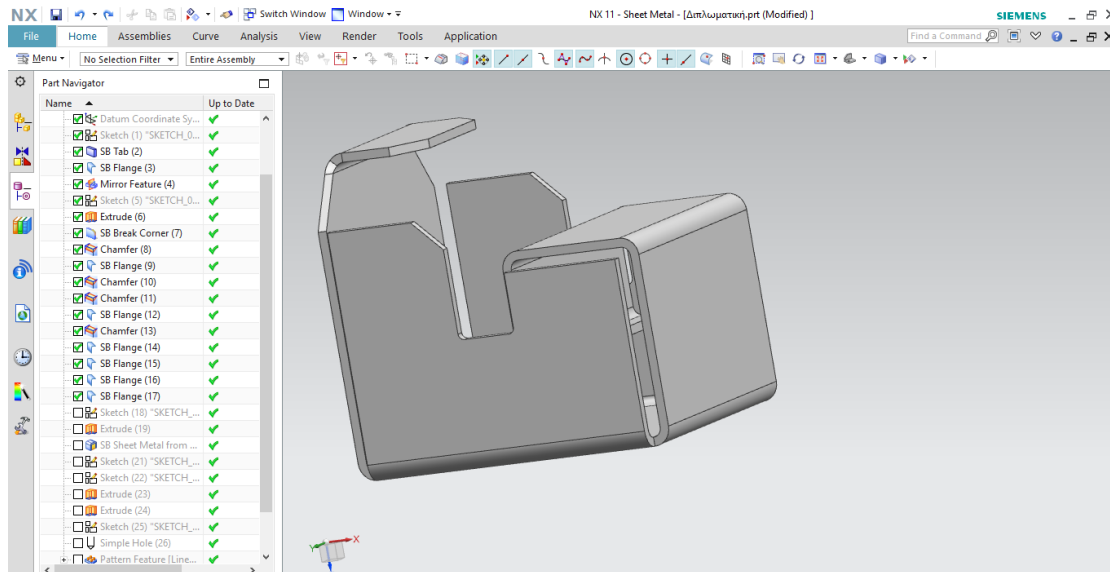 NX Switch Window Window NX 11 - Sheet Metal - [Διπλωματική.prt (Modified) ] SIEMENS
File Home Assemblies Curve Analysis View Render Tools Application Find a Command
Menu No Selection Filter Entire Assembly
Part Navigator
Name Up to Date
Datum Coordinate Sy...
Sketch (1) "SKETCH_0...
SB Tab (2)
SB Flange (3)
Mirror Feature (4)
Sketch (5) "SKETCH_0...
Extrude (6)
SB Break Corner (7)
Chamfer (8)
SB Flange (9)
Chamfer (10)
Chamfer (11)
SB Flange (12)
Chamfer (13)
SB Flange (14)
SB Flange (15)
SB Flange (16)
SB Flange (17)
Sketch (18) "SKETCH_...
Extrude (19)
SB Sheet Metal from ...
Sketch (21) "SKETCH_...
Sketch (22) "SKETCH_...
Extrude (23)
Extrude (24)
Sketch (25) "SKETCH_...
Simple Hole (26)
Pattern Feature [Line...
Y X